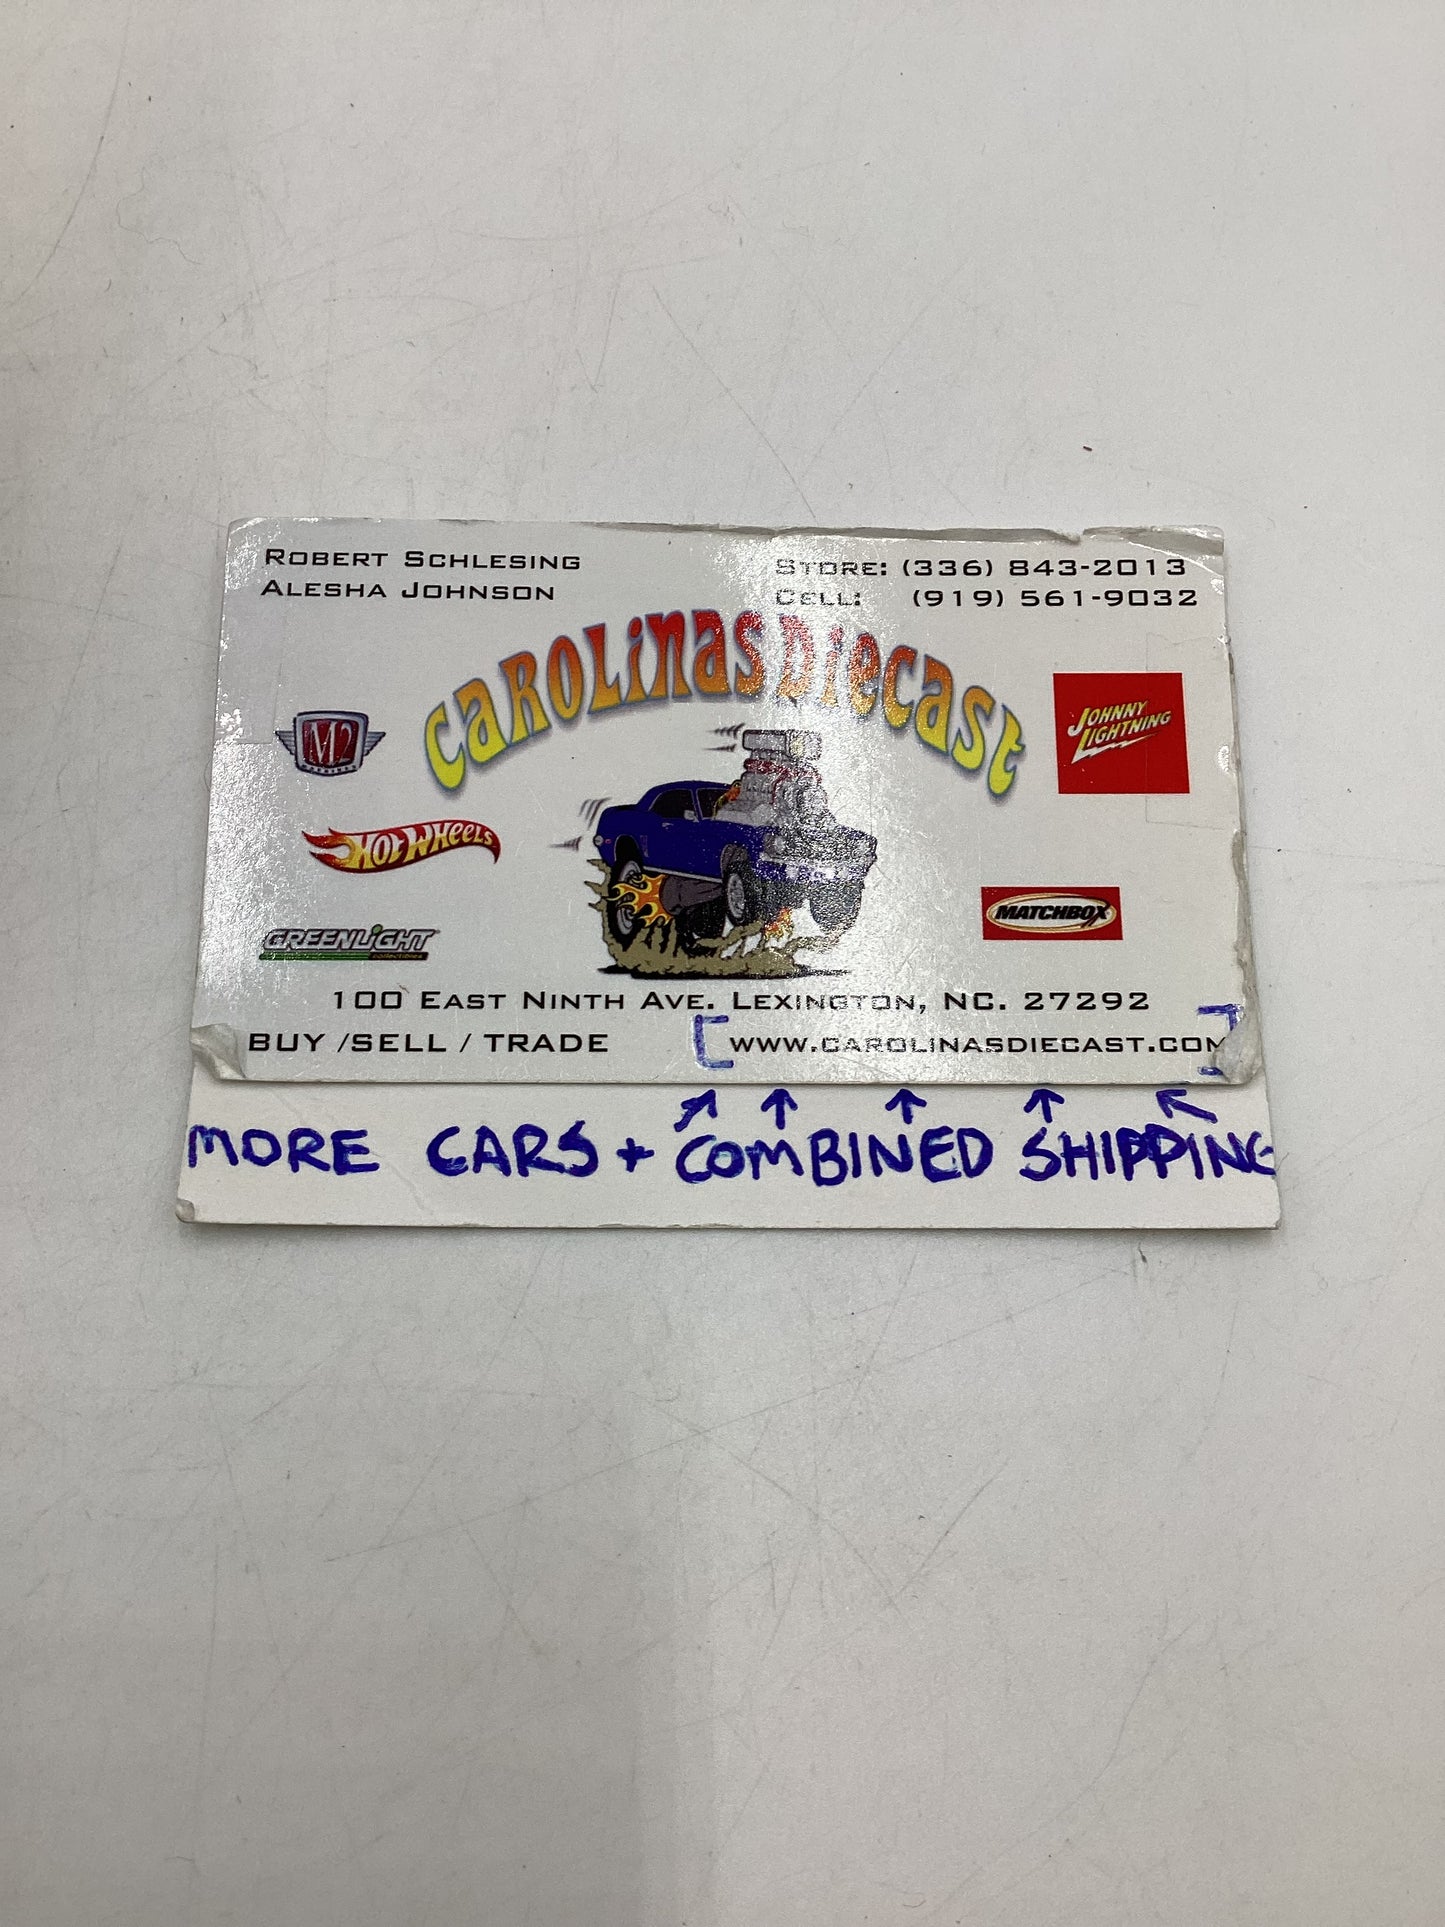 ROBERT SCHLESING
ALESHA JOHNSON
STORE: (336) 843-2013
CELL: (919) 561-9032
CAROLINAS DIECAST
M2
JOHNNY
LIGHTNING
HOT WHEELS
MATCHBOX
GREENLIGHT
collectibles
100 EAST NINTH AVE. LEXINGTON, NC. 27292
BUY /SELL / TRADE [WWW.CAROLINASDIECAST.COM]
MORE CARS + COMBINED SHIPPING